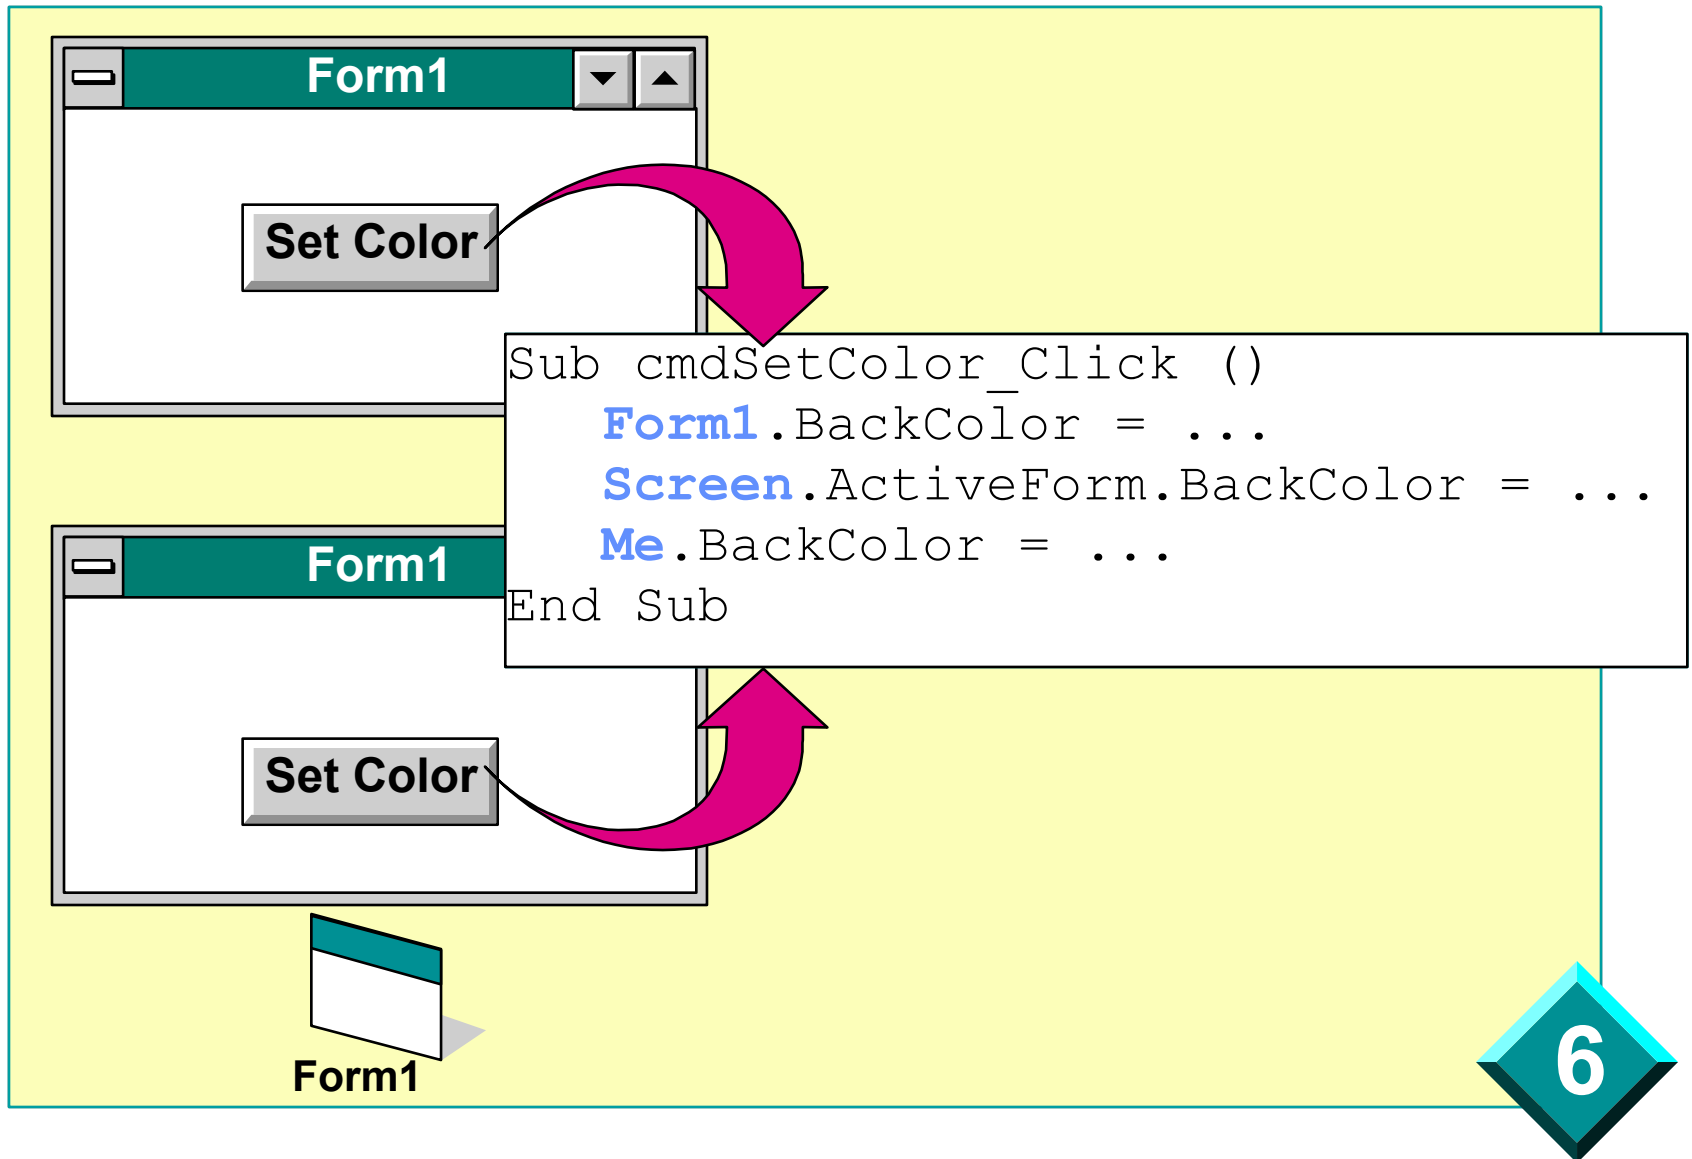 Form1
Set Color
Sub cmdSetColor_Click ()
Form1.BackColor = ...
Screen.ActiveForm.BackColor = ...
Me.BackColor = ...
End Sub
Form1
Set Color
Form1
6